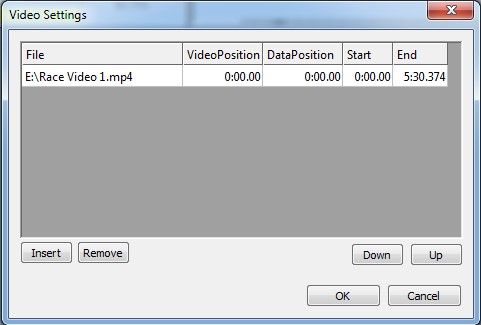 Video Settings
File VideoPosition DataPosition Start End
E:\Race Video 1.mp4 0:00.00 0:00.00 0:00.00 5:30.374
Insert Remove Down Up
OK Cancel